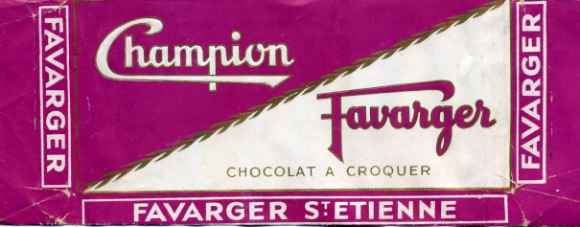 FAVARGER
Champion
Favarger
CHOCOLAT A CROQUER
FAVARGER
FAVARGER ST ETIENNE